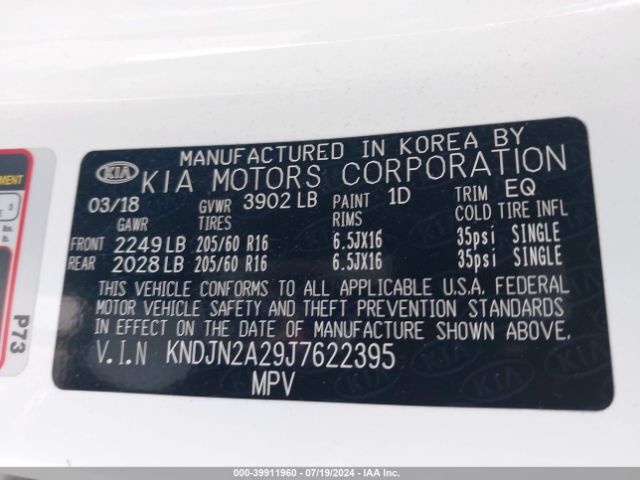 MANUFACTURED IN KOREA BY
KIA KIA MOTORS CORPORATION
03/18 GVWR 3902 LB PAINT 1D TRIM EQ
GAWR TIRES RIMS COLD TIRE INFL
FRONT 2249 LB 205/60 R16 6.5JX16 35psi SINGLE
REAR 2028 LB 205/60 R16 6.5JX16 35psi SINGLE
THIS VEHICLE CONFORMS TO ALL APPLICABLE U.S.A. FEDERAL
MOTOR VEHICLE SAFETY AND THEFT PREVENTION STANDARDS
IN EFFECT ON THE DATE OF MANUFACTURE SHOWN ABOVE.
V.I.N KNDJN2A29J7622395
MPV
P73
000-39911960 - 07/19/2024 - IAA, Inc.